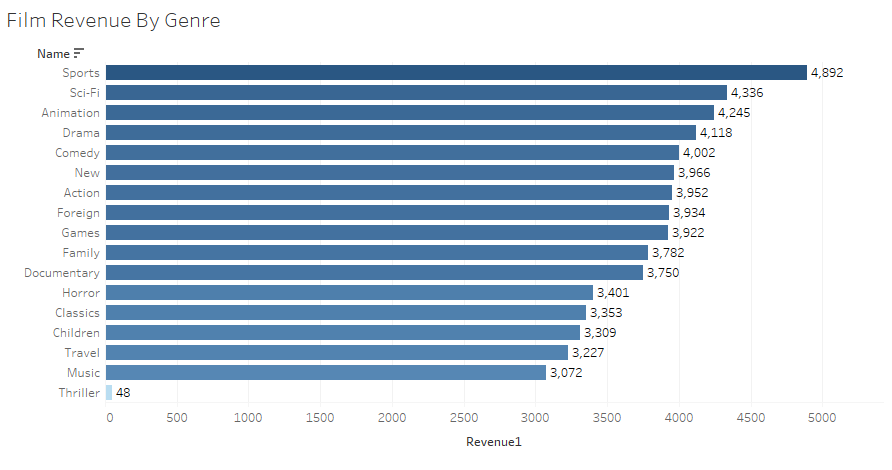 Film Revenue By Genre
Name
Sports 4,892
Sci-Fi 4,336
Animation 4,245
Drama 4,118
Comedy 4,002
New 3,966
Action 3,952
Foreign 3,934
Games 3,922
Family 3,782
Documentary 3,750
Horror 3,401
Classics 3,353
Children 3,309
Travel 3,227
Music 3,072
Thriller 48
0 500 1000 1500 2000 2500 3000 3500 4000 4500 5000
Revenue1